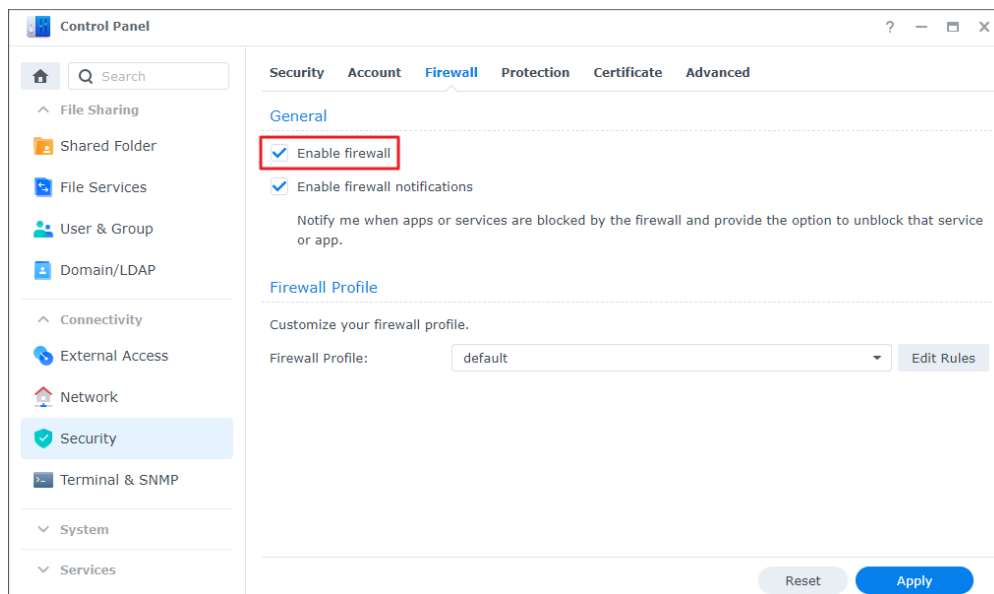 Control Panel
?
Search
File Sharing
Shared Folder
File Services
User & Group
Domain/LDAP
Connectivity
External Access
Network
Security
Terminal & SNMP
System
Services
Security Account Firewall Protection Certificate Advanced
General
Enable firewall
Enable firewall notifications
Notify me when apps or services are blocked by the firewall and provide the option to unblock that service
or app.
Firewall Profile
Customize your firewall profile.
Firewall Profile: default Edit Rules
Reset Apply